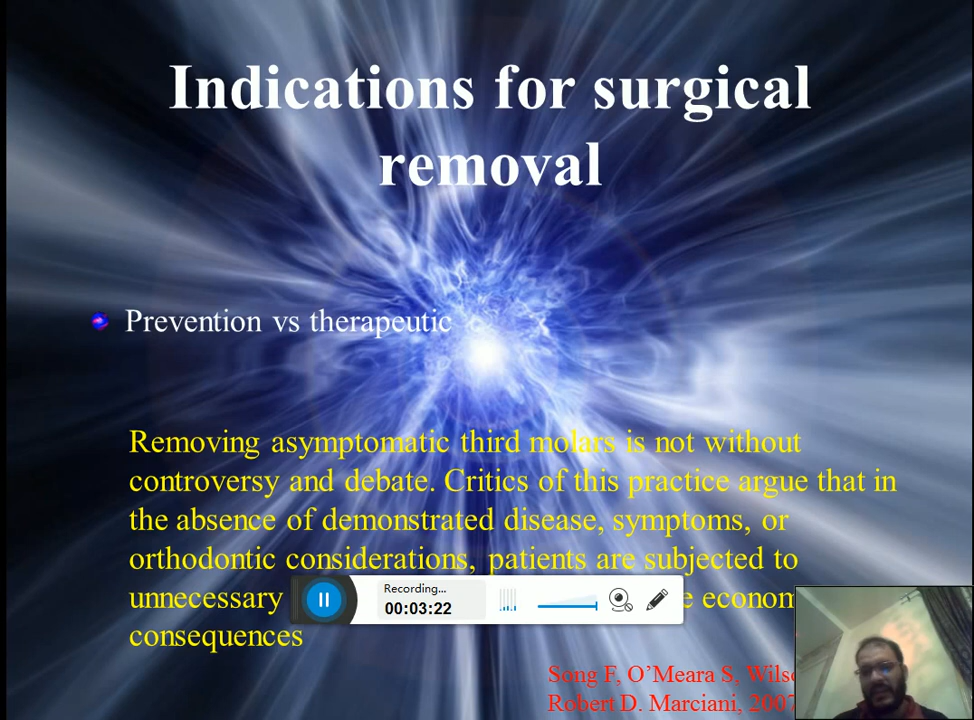 Indications for surgical
removal
Prevention vs therapeutic
Removing asymptomatic third molars is not without
controversy and debate. Critics of this practice argue that in
the absence of demonstrated disease, symptoms, or
orthodontic considerations, patients are subjected to
unnecessary
Recording...
00:03:22
consequences
Song F, O’Meara S,
Robert D. Marciani, 2007